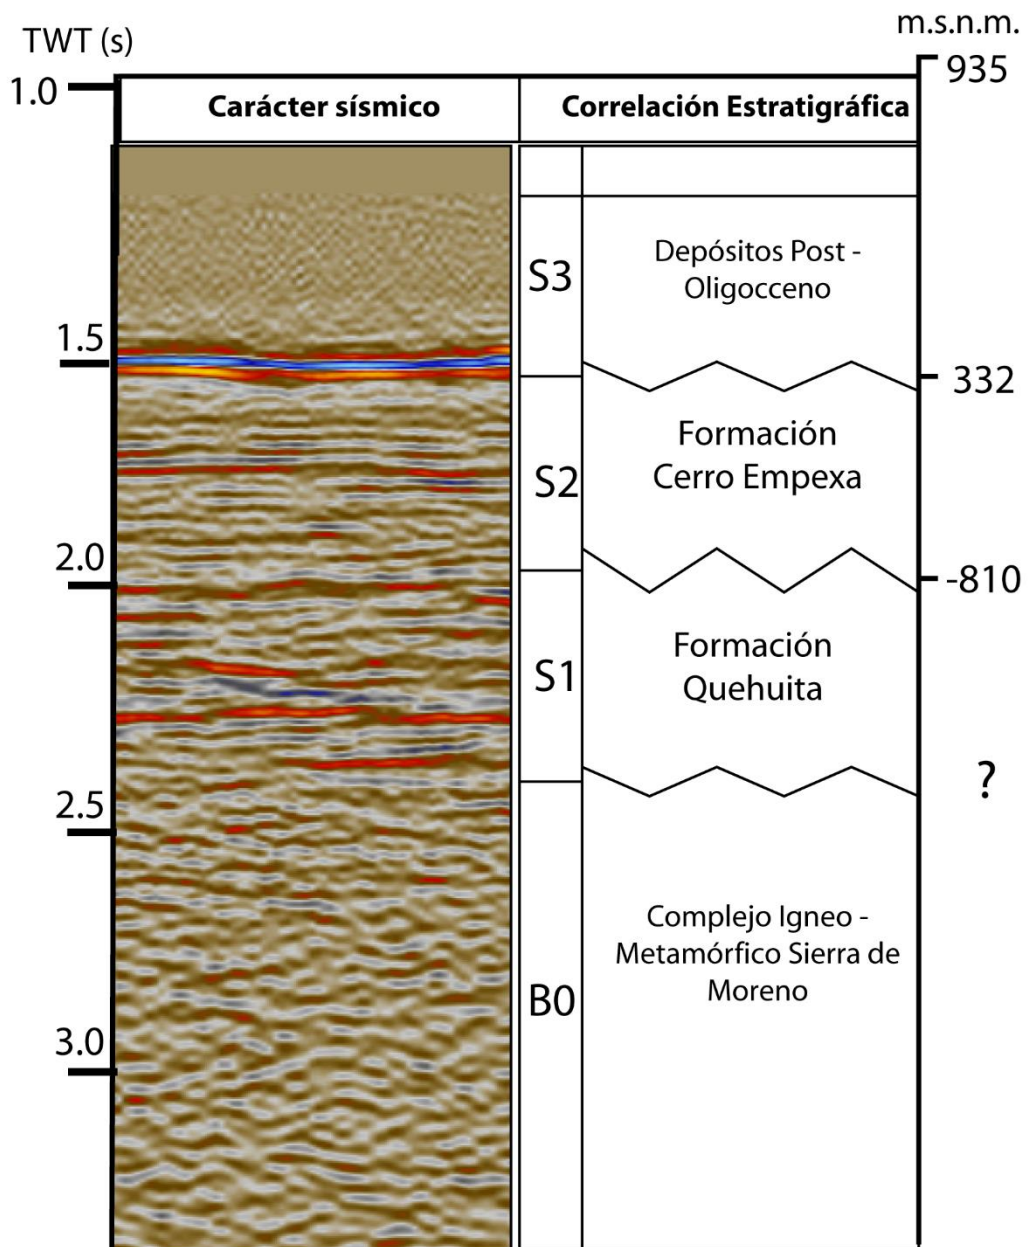 TWT (s)
m.s.n.m.
1.0
935
Carácter sísmico
Correlación Estratigráfica
S3
Depósitos Post -
Oligocceno
1.5
332
S2
Formación
Cerro Empexa
2.0
-810
S1
Formación
Quehuita
?
2.5
B0
Complejo Igneo -
Metamórfico Sierra de
Moreno
3.0